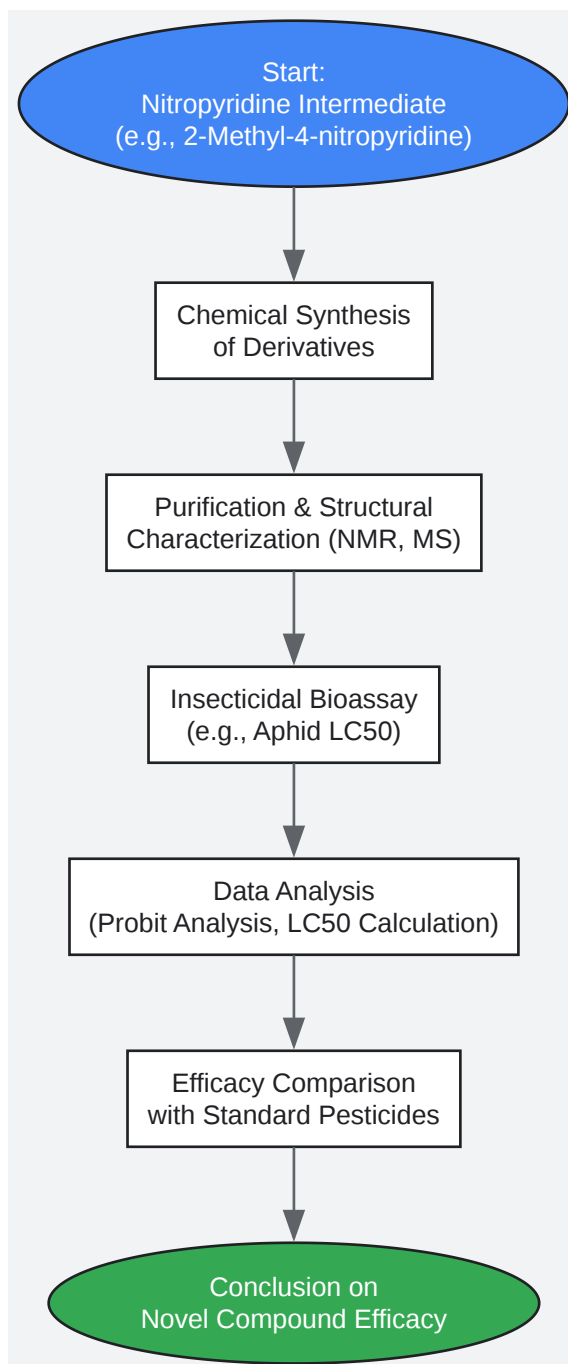 Start:
Nitropyridine Intermediate
(e.g., 2-Methyl-4-nitropyridine)
Chemical Synthesis
of Derivatives
Purification & Structural
Characterization (NMR, MS)
Insecticidal Bioassay
(e.g., Aphid LC50)
Data Analysis
(Probit Analysis, LC50 Calculation)
Efficacy Comparison
with Standard Pesticides
Conclusion on
Novel Compound Efficacy